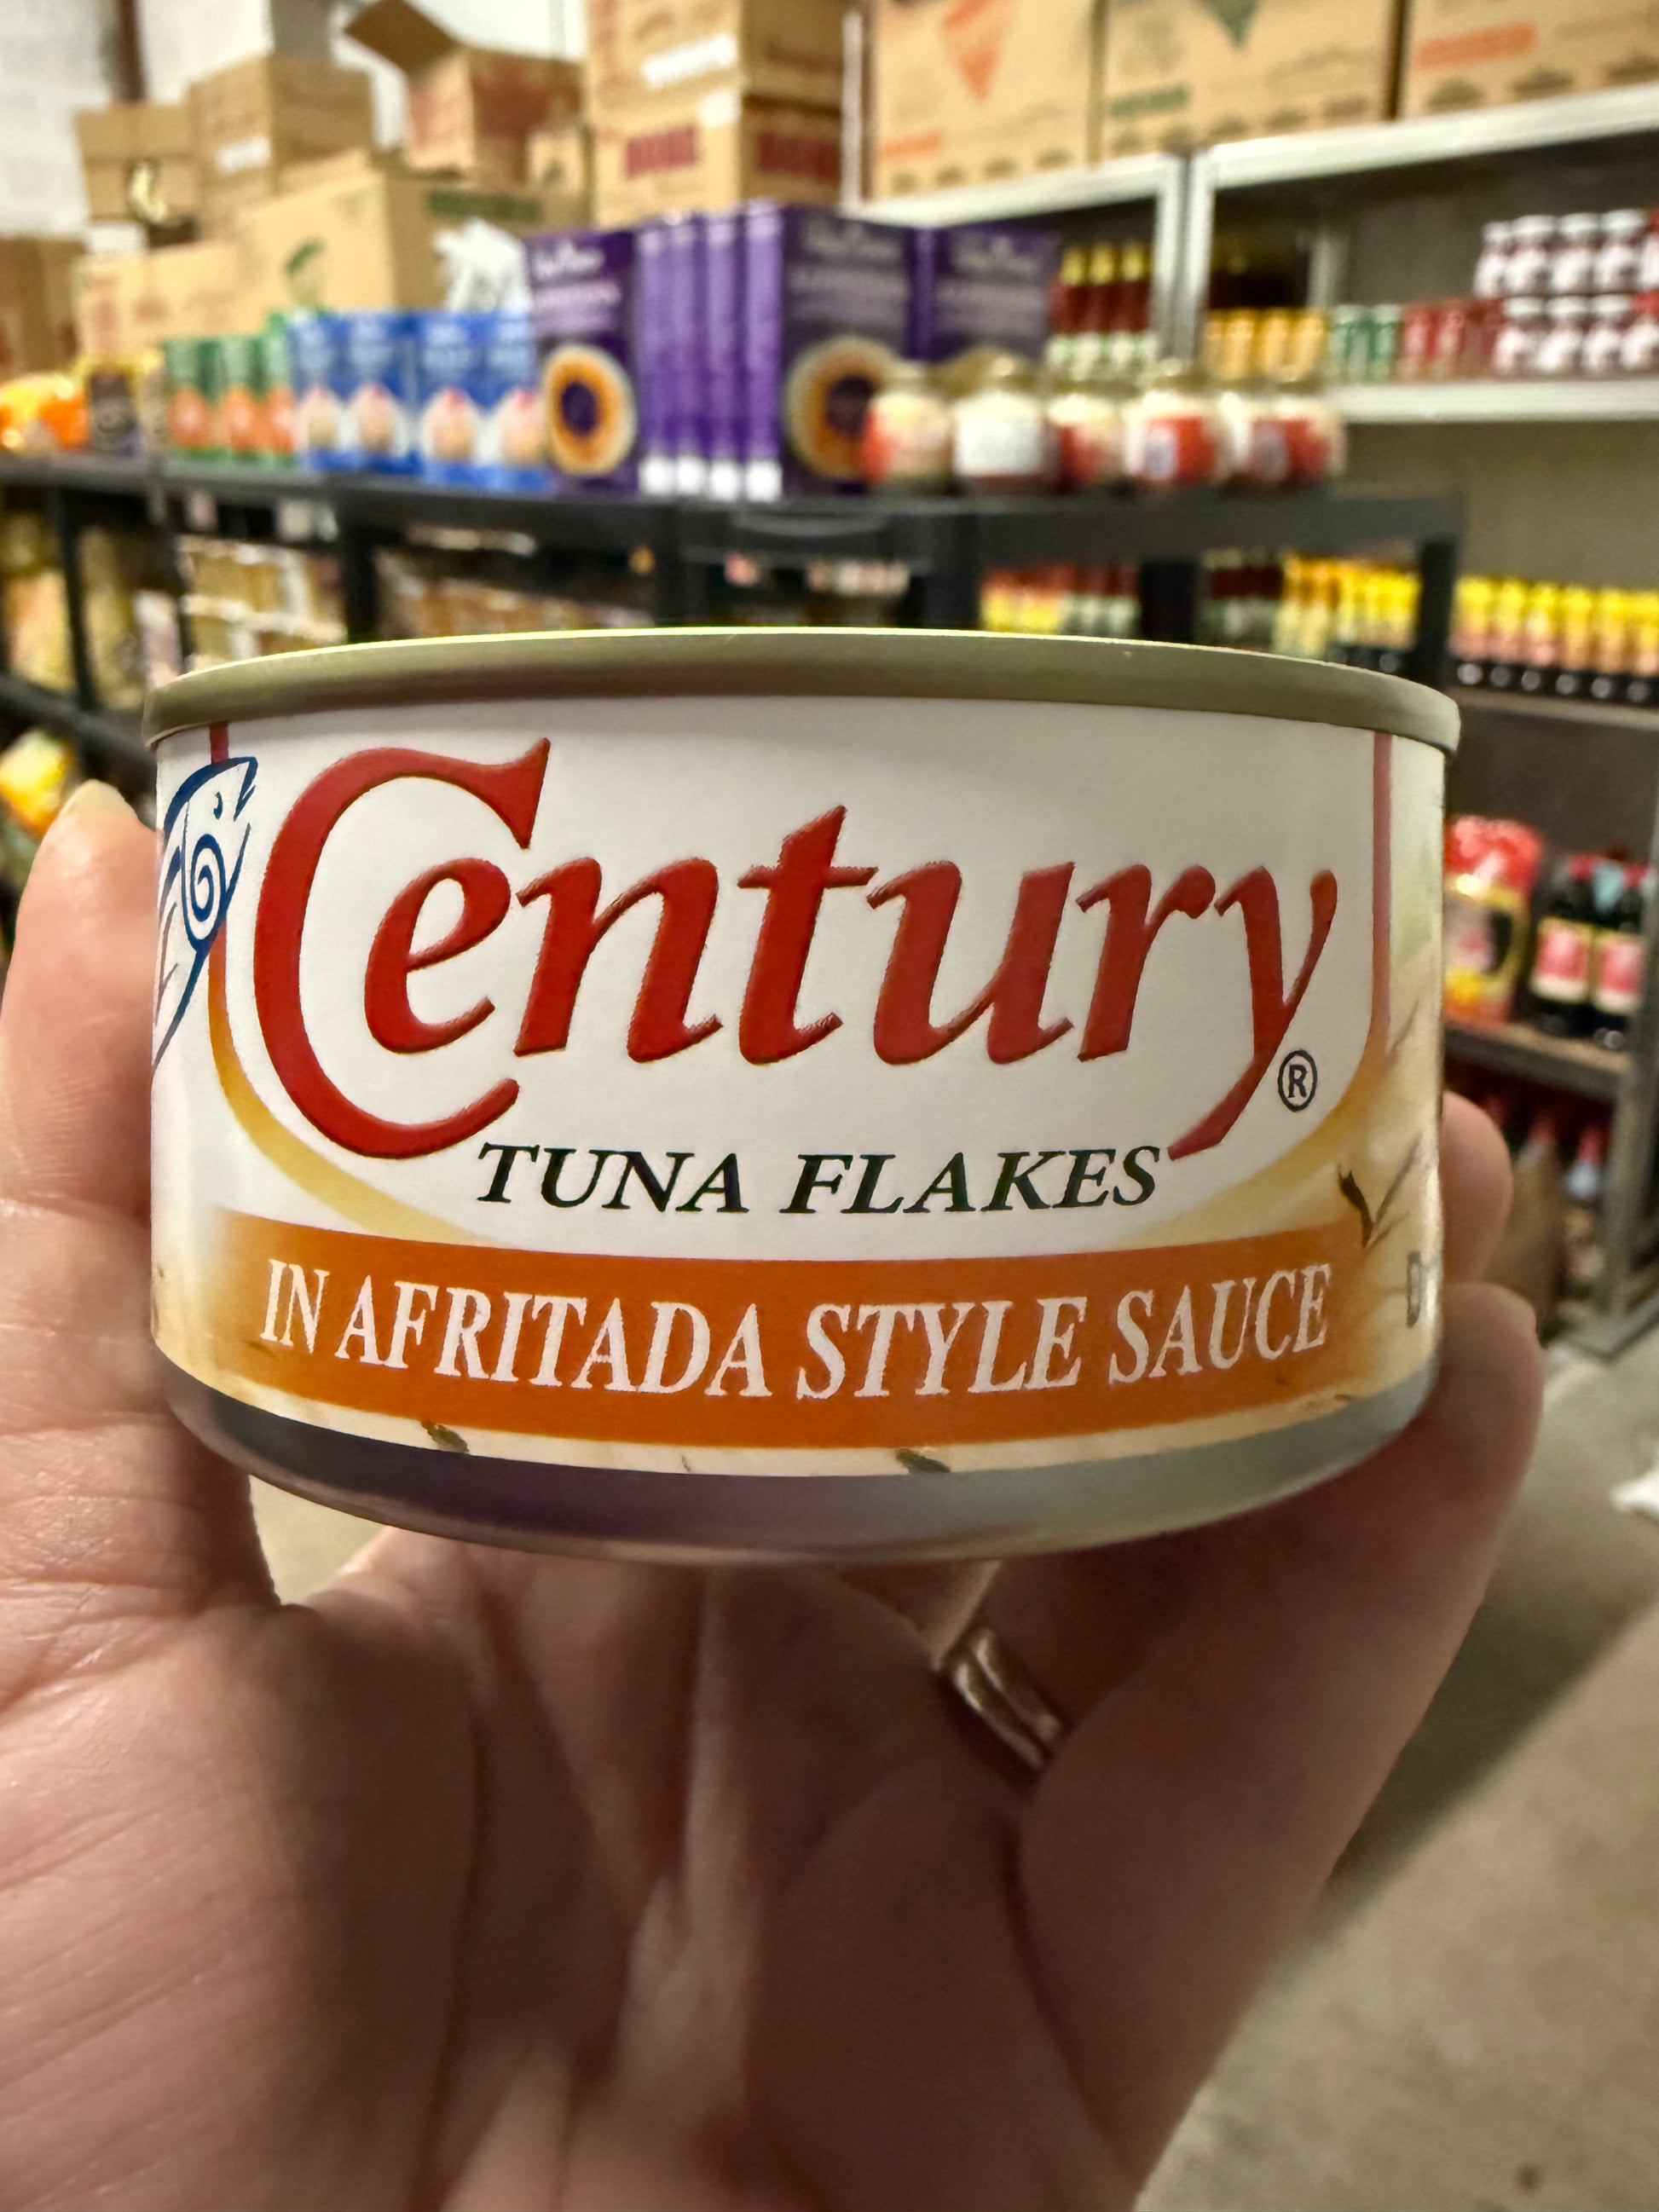 Century
®
TUNA FLAKES
IN AFRITADA STYLE SAUCE